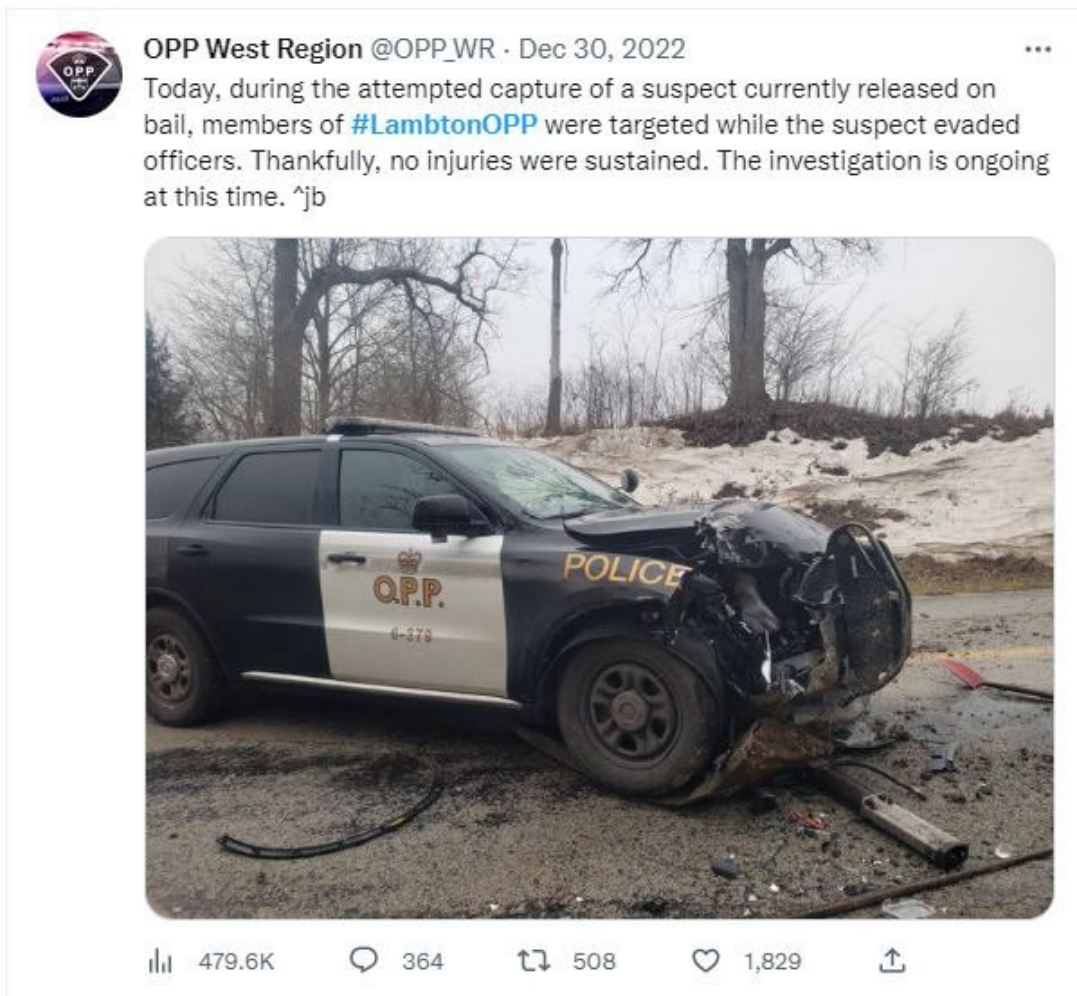 OPP West Region @OPP_WR · Dec 30, 2022
Today, during the attempted capture of a suspect currently released on
bail, members of #LambtonOPP were targeted while the suspect evaded
officers. Thankfully, no injuries were sustained. The investigation is ongoing
at this time. ^jb
O.P.P.
POLICE
O.P.P.
6-379
479.6K 364 508 1,829